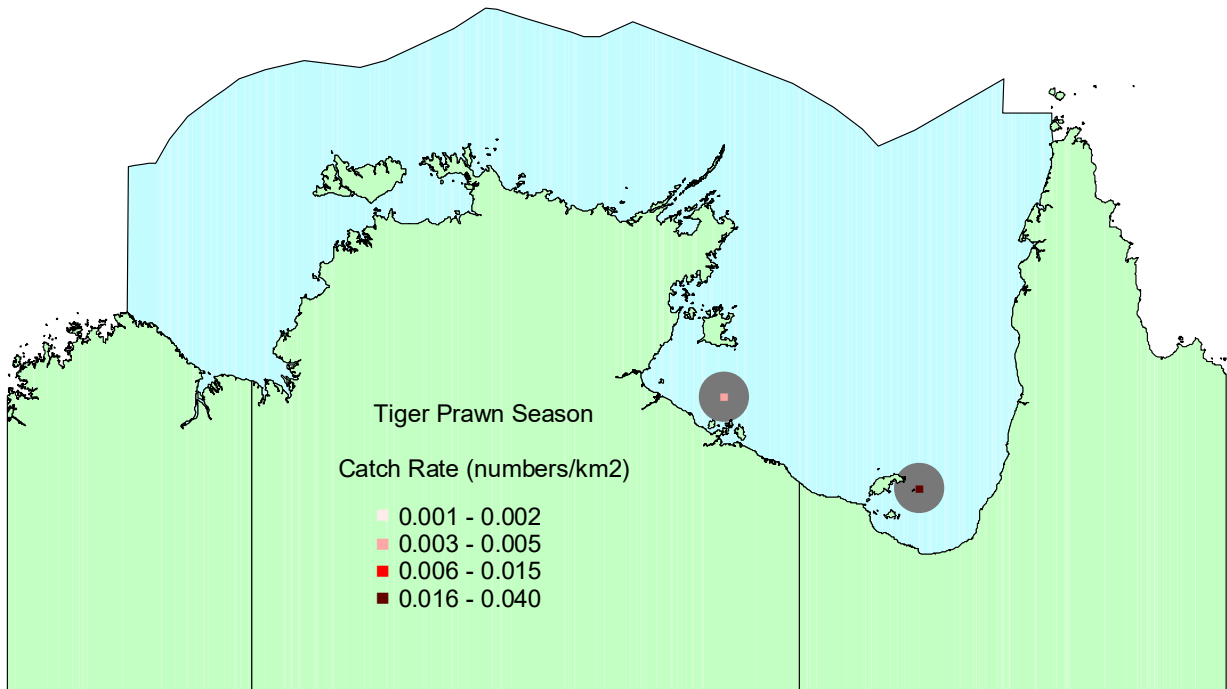 Tiger Prawn Season
Catch Rate (numbers/km2)
0.001 - 0.002
0.003 - 0.005
0.006 - 0.015
0.016 - 0.040